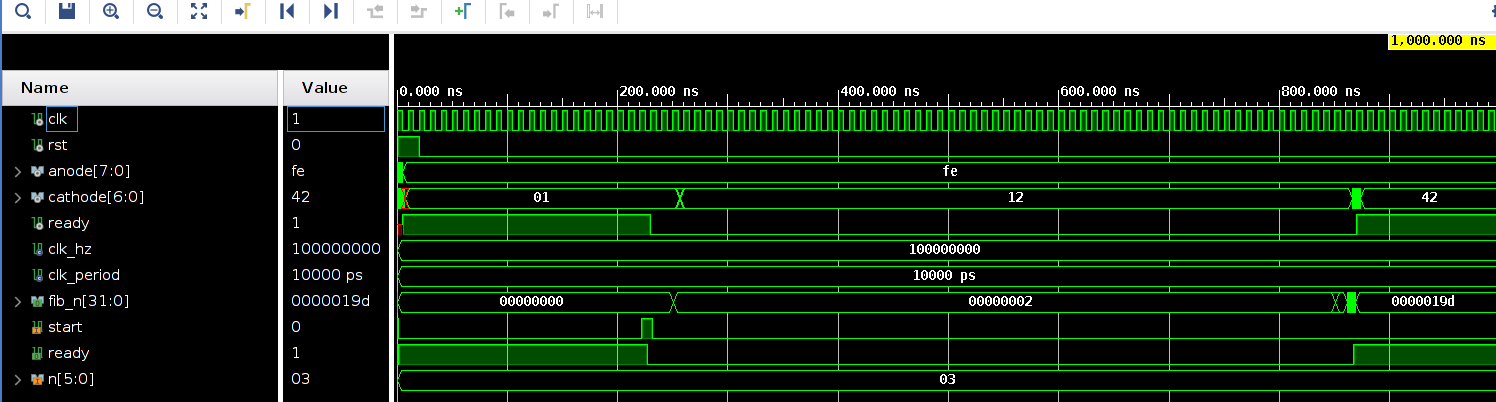 1,000.000 ns
Name Value
0.000 ns 200.000 ns 400.000 ns 600.000 ns 800.000 ns
clk 1
rst 0
anode[7:0] fe fe
cathode[6:0] 42 01 12 42
ready 1
clk_hz 100000000 100000000
clk_period 10000 ps 10000 ps
fib_n[31:0] 0000019d 00000000 00000002 0000019d
start 0
ready 1
n[5:0] 03 03